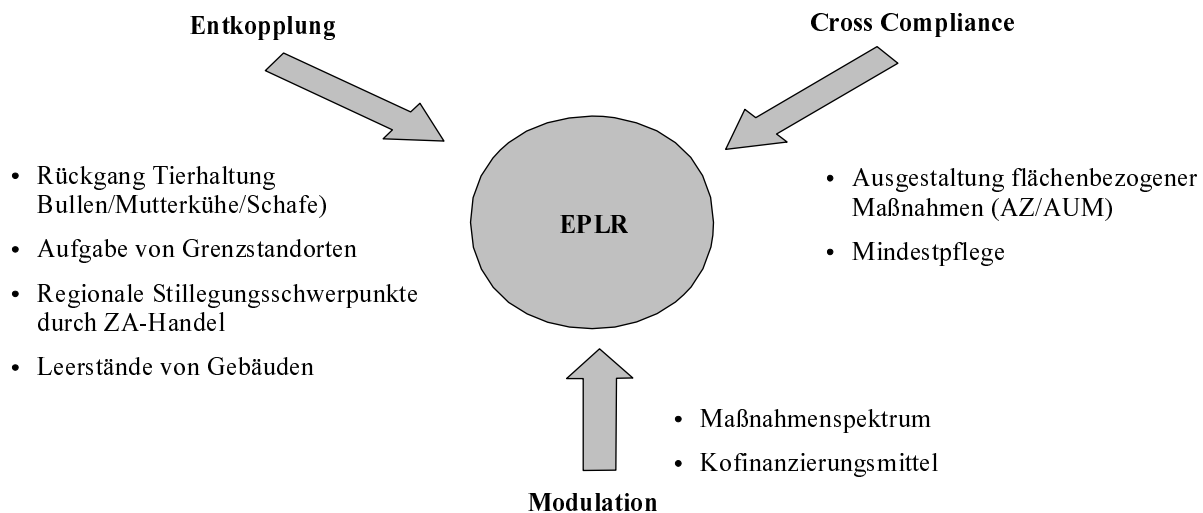 Entkopplung
Cross Compliance
• Rückgang Tierhaltung
Bullen/Mutterkühe/Schafe)
• Aufgabe von Grenzstandorten
• Regionale Stillegungsschwerpunkte
durch ZA-Handel
• Leerstände von Gebäuden
EPLR
• Ausgestaltung flächenbezogener
Maßnahmen (AZ/AUM)
• Mindestpflege
• Maßnahmenspektrum
• Kofinanzierungsmittel
Modulation